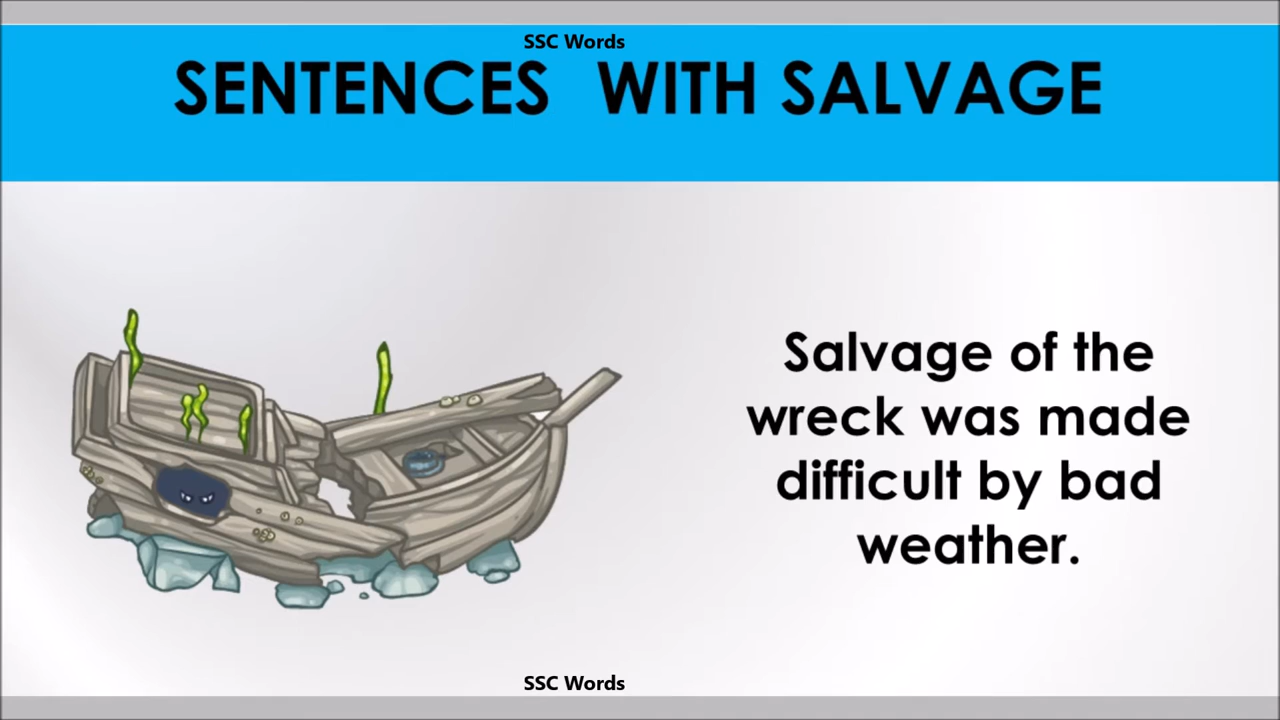 SSC Words
SENTENCES WITH SALVAGE
Salvage of the
wreck was made
difficult by bad
weather.
SSC Words